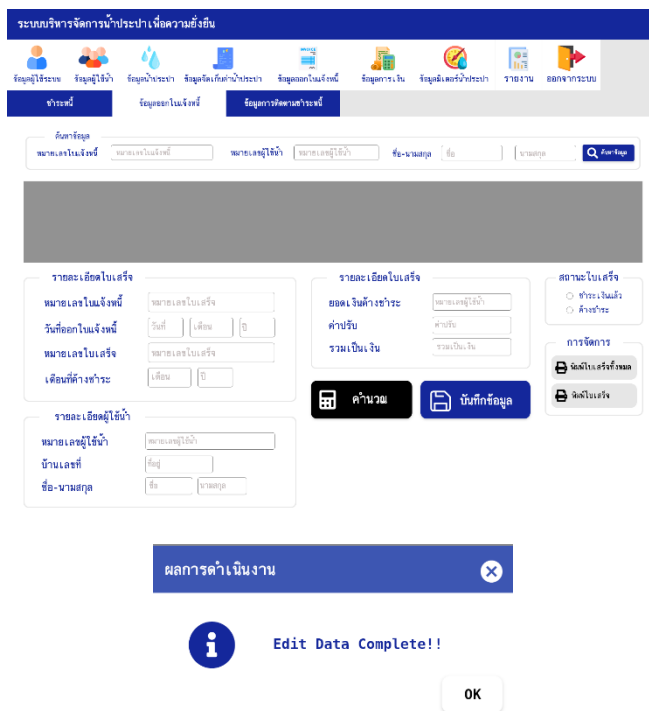 ระบบบริหารจัดการน้ำประปาเพื่อความยั่งยืน
ข้อมูลผู้ใช้ระบบ ข้อมูลผู้ใช้น้ำ ข้อมูลน้ำประปา ข้อมูลจัดเก็บค่าน้ำประปา ข้อมูลออกใบแจ้งหนี้ ข้อมูลการเงิน ข้อมูลมิเตอร์น้ำประปา รายงาน ออกจากระบบ
ชำระหนี้ ข้อมูลออกใบแจ้งหนี้ ข้อมูลการติดตามชำระหนี้
ค้นหาข้อมูล
หมายเลขใบแจ้งหนี้ หมายเลขใบแจ้งหนี้ หมายเลขผู้ใช้น้ำ หมายเลขผู้ใช้น้ำ ชื่อ-นามสกุล ชื่อ นามสกุล ค้นหาข้อมูล
รายละเอียดใบเสร็จ รายละเอียดใบเสร็จ สถานะใบเสร็จ
หมายเลขใบแจ้งหนี้ หมายเลขใบเสร็จ ยอดเงินค้างชำระ หมายเลขผู้ใช้น้ำ ชำระเงินแล้ว
ค้างชำระ
วันที่ออกใบแจ้งหนี้ วันที่ เดือน ปี ค่าปรับ ค่าปรับ
หมายเลขใบเสร็จ หมายเลขใบเสร็จ รวมเป็นเงิน รวมเป็นเงิน การจัดการ
เดือนที่ค้างชำระ เดือน ปี พิมพ์ใบเสร็จทั้งหมด
คำนวณ บันทึกข้อมูล พิมพ์ใบเสร็จ
รายละเอียดผู้ใช้น้ำ
หมายเลขผู้ใช้น้ำ หมายเลขผู้ใช้น้ำ
บ้านเลขที่ ที่อยู่
ชื่อ-นามสกุล ชื่อ นามสกุล
ผลการดำเนินงาน
Edit Data Complete!!
OK